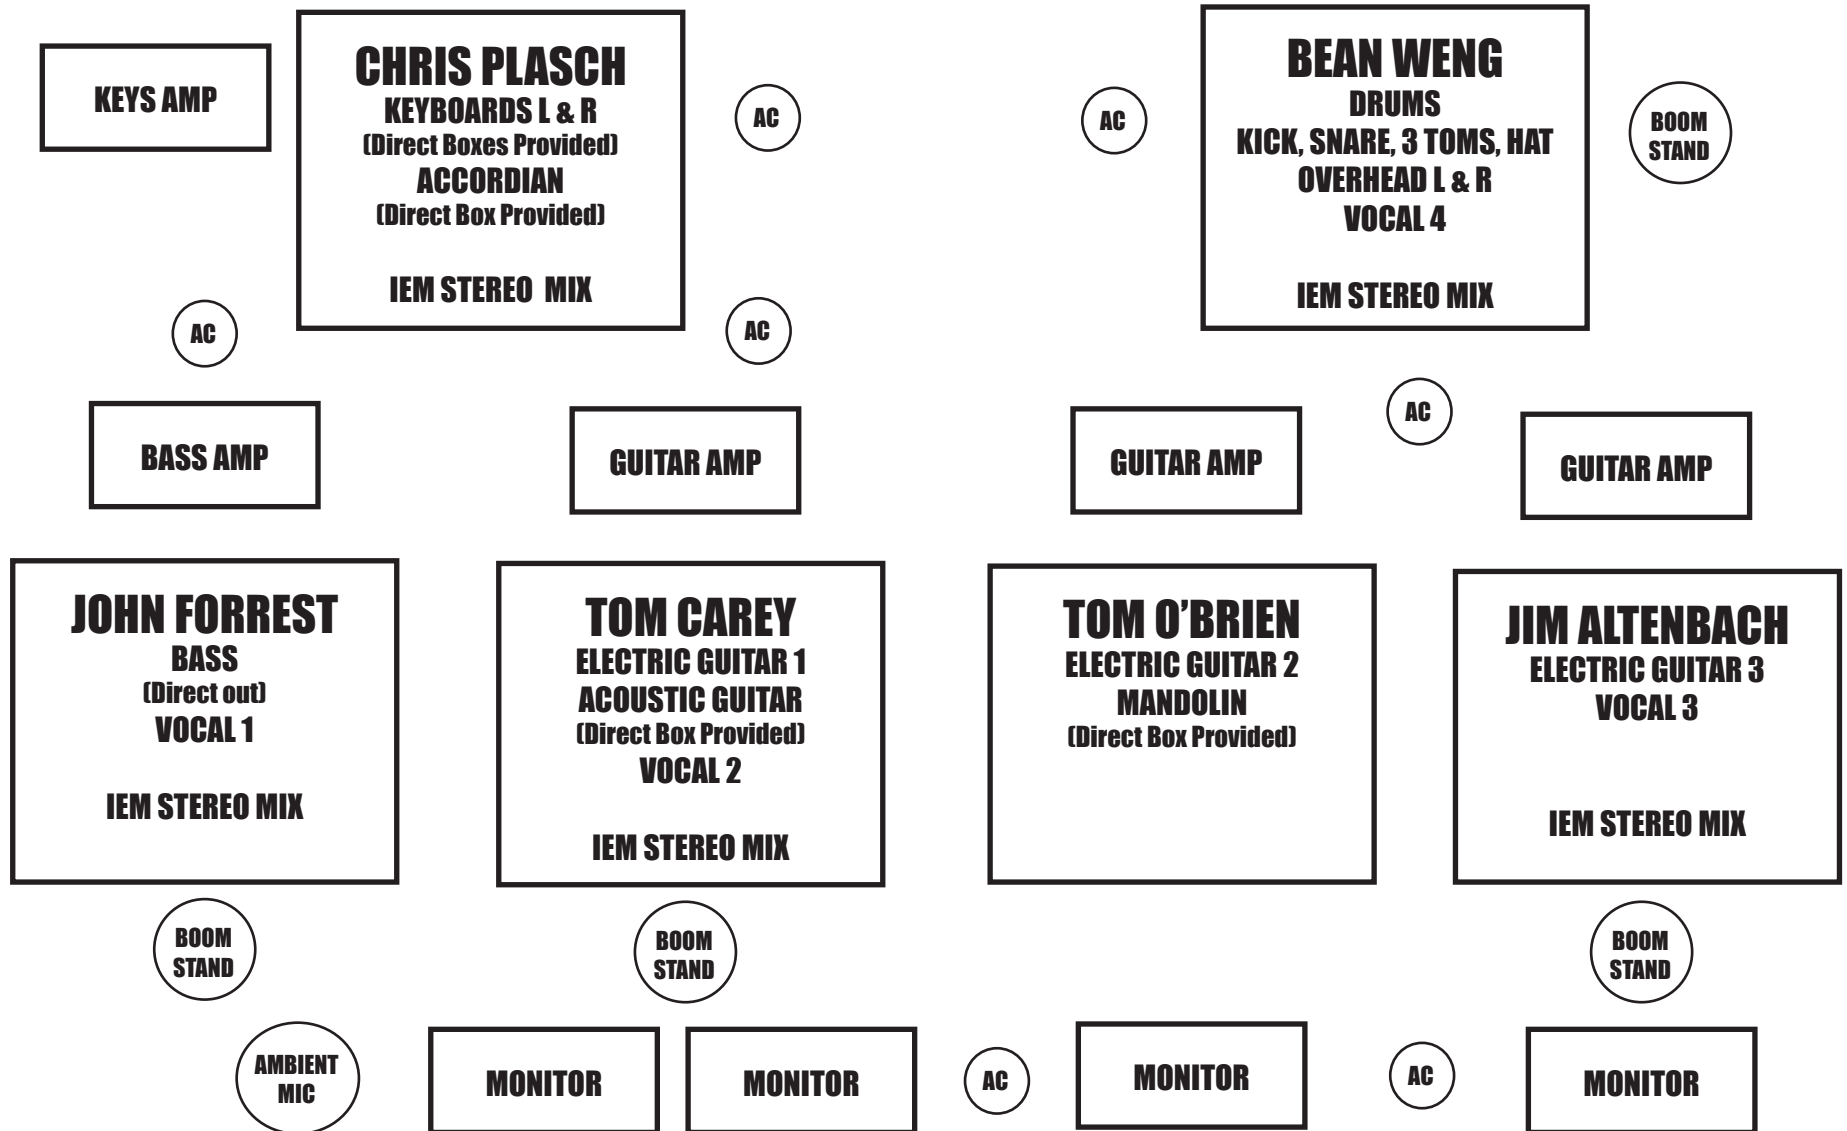 KEYS AMP
CHRIS PLASCH
KEYBOARDS L & R
(Direct Boxes Provided)
ACCORDIAN
(Direct Box Provided)
IEM STEREO MIX
AC
AC
BEAN WENG
DRUMS
KICK, SNARE, 3 TOMS, HAT
OVERHEAD L & R
VOCAL 4
IEM STEREO MIX
BOOM
STAND
AC
AC
AC
BASS AMP
GUITAR AMP
GUITAR AMP
GUITAR AMP
JOHN FORREST
BASS
(Direct out)
VOCAL 1
IEM STEREO MIX
TOM CAREY
ELECTRIC GUITAR 1
ACOUSTIC GUITAR
(Direct Box Provided)
VOCAL 2
IEM STEREO MIX
TOM O’BRIEN
ELECTRIC GUITAR 2
MANDOLIN
(Direct Box Provided)
JIM ALTENBACH
ELECTRIC GUITAR 3
VOCAL 3
IEM STEREO MIX
BOOM
STAND
BOOM
STAND
BOOM
STAND
AMBIENT
MIC
MONITOR
MONITOR
AC
MONITOR
AC
MONITOR